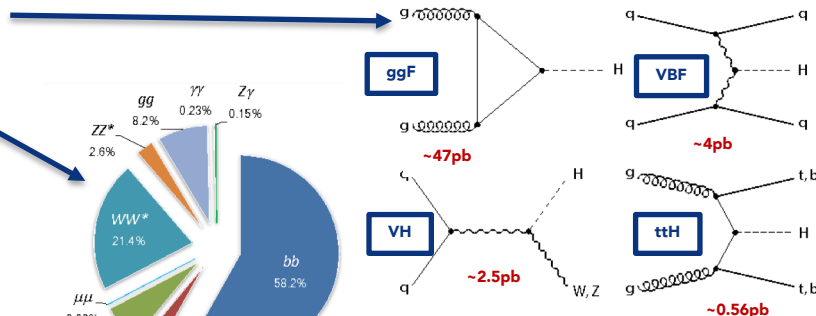 g
ggF
H
g
~47pb
q
q
VBF
H
q
q
~4pb
γγ
Zγ
gg
0.23%
0.15%
8.2%
ZZ*
2.6%
WW*
21.4%
bb
58.2%
μμ
H
VH
q
~2.5pb
W,Z
g
t,b
ttH
H
g
t,b
~0.56pb